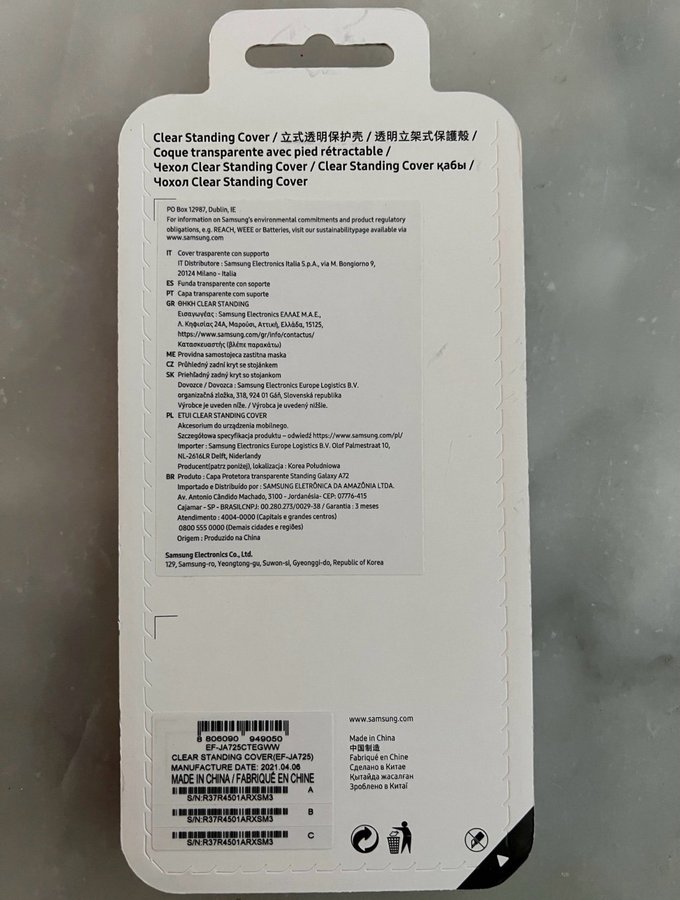 Clear Standing Cover / 立式透明保护壳 / 透明立架式保護殼 /
Coque transparente avec pied rétractable /
Чехол Clear Standing Cover / Clear Standing Cover қабы /
Чохол Clear Standing Cover
PO Box 12987, Dublin, IE
For information on Samsung's environmental commitments and product regulatory
obligations, e.g. REACH, WEEE or Batteries, visit our sustainabilitypage available via
www.samsung.com
IT Cover trasparente con supporto
IT Distributore : Samsung Electronics Italia S.p.A., via M. Bongiorno 9,
20124 Milano - Italia
ES Funda transparente con soporte
PT Capa transparente com suporte
GR ΘΗΚΗ CLEAR STANDING
Εισαγωγέας : Samsung Electronics ΕΛΛΑΣ Μ.Α.Ε.,
Λ. Κηφισίας 24Α, Μαρούσι, Αττική, Ελλάδα, 15125,
https://www.samsung.com/gr/info/contactus/
Κατασκευαστής (βλέπε παρακάτω)
ME Providna samostojeca zastitna maska
CZ Průhledný zadní kryt se stojánkem
SK Priehľadný zadný kryt so stojankom
Dovozce / Dovozca : Samsung Electronics Europe Logistics B.V.
organizačná zložka, 318, 924 01 Gáň, Slovenská republika
Výrobce je uveden níže. / Výrobca je uvedený nižšie.
PL ETUI CLEAR STANDING COVER
Akcesorium do urządzenia mobilnego.
Szczegółowa specyfikacja produktu – odwiedź https://www.samsung.com/pl/
Importer : Samsung Electronics Europe Logistics B.V. Olof Palmestraat 10,
NL-2616LR Delft, Niderlandy
Producent(patrz poniżej), lokalizacja : Korea Południowa
BR Produto : Capa Protetora transparente Standing Galaxy A72
Importado e Distribuído por : SAMSUNG ELETRÔNICA DA AMAZÔNIA LTDA.
Av. Antonio Cândido Machado, 3100 - Jordanésia- CEP: 07776-415
Cajamar - SP - BRASILCNPJ: 00.280.273/0029-38 / Garantia : 3 meses
Atendimento : 4004-0000 (Capitais e grandes centros)
0800 555 0000 (Demais cidades e regiões)
Origem : Produzido na China
Samsung Electronics Co., Ltd.
129, Samsung-ro, Yeongtong-gu, Suwon-si, Gyeonggi-do, Republic of Korea
8 806090 949050
EF-JA725CTEGWW
CLEAR STANDING COVER(EF-JA725)
MANUFACTURE DATE: 2021.04.06
MADE IN CHINA / FABRIQUÉ EN CHINE
A
S/N:R37R4501ARXSM3
B
S/N:R37R4501ARXSM3
C
S/N:R37R4501ARXSM3
www.samsung.com
Made in China
中国制造
Fabriqué en Chine
Сделано в Китае
Қытайда жасалған
Зроблено в Китаї